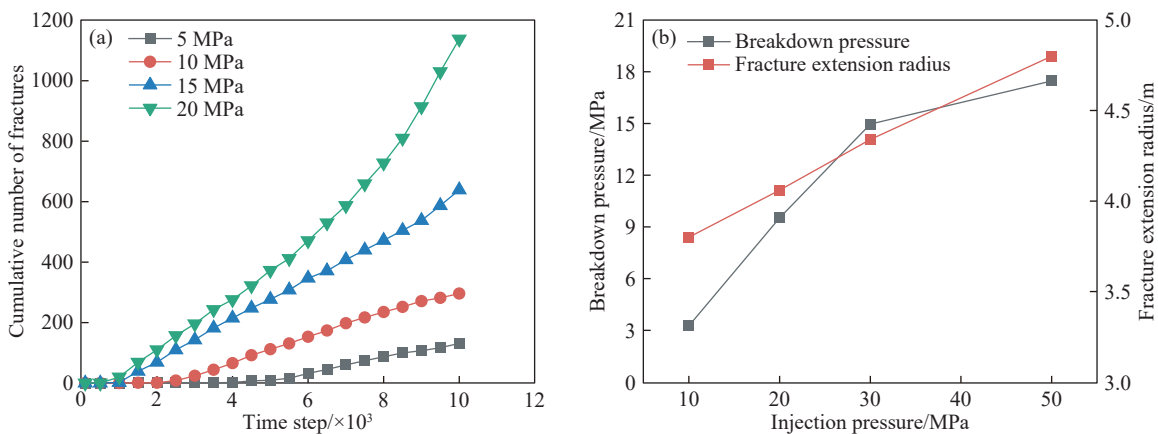 (a)
5 MPa
10 MPa
15 MPa
20 MPa
Cumulative number of fractures
1200
1000
800
600
400
200
0
0 2 4 6 8 10 12
Time step/×10³
(b)
Breakdown pressure
Fracture extension radius
Breakdown pressure/MPa
21
18
15
12
9
6
3
0
10 20 30 40 50
Injection pressure/MPa
5.0
4.5
4.0
3.5
3.0
Fracture extension radius/m